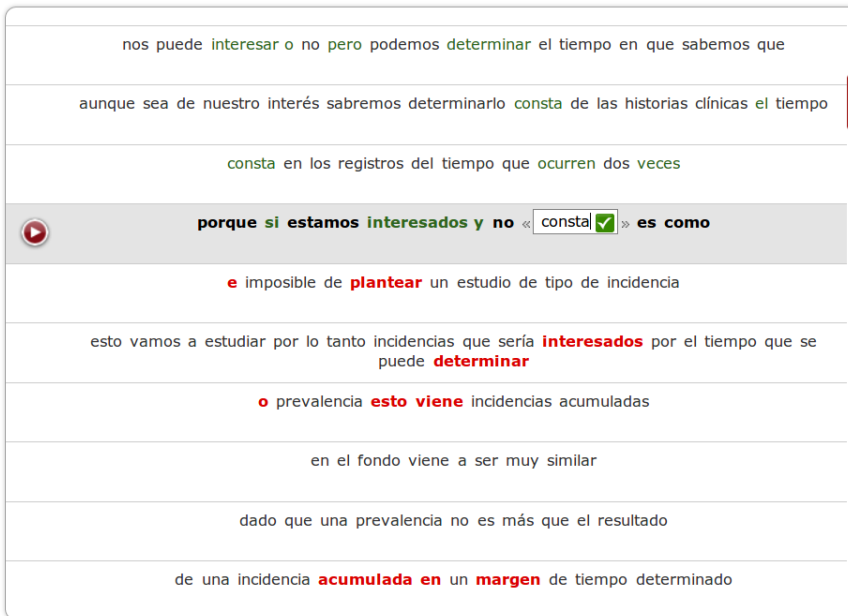 nos puede interesar o no pero podemos determinar el tiempo en que sabemos que
aunque sea de nuestro interés sabremos determinarlo consta de las historias clínicas el tiempo
consta en los registros del tiempo que ocurren dos veces
porque si estamos interesados y no « consta » es como
e imposible de plantear un estudio de tipo de incidencia
esto vamos a estudiar por lo tanto incidencias que sería interesados por el tiempo que se
puede determinar
o prevalencia esto viene incidencias acumuladas
en el fondo viene a ser muy similar
dado que una prevalencia no es más que el resultado
de una incidencia acumulada en un margen de tiempo determinado